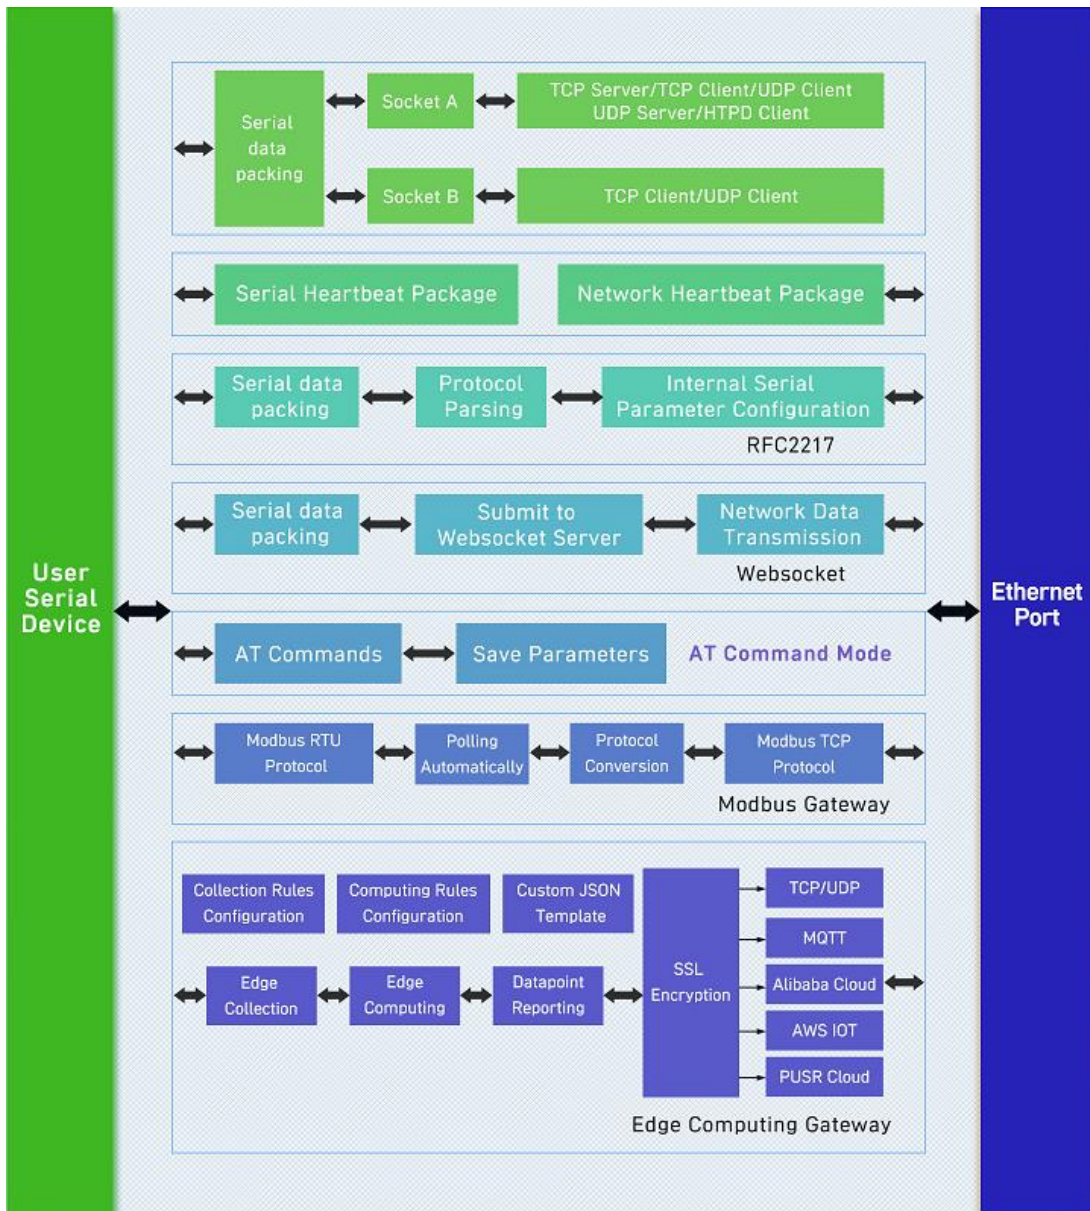 Serial
data
packing
Socket A
TCP Server/TCP Client/UDP Client
UDP Server/HTPD Client
Socket B
TCP Client/UDP Client
Serial Heartbeat Package
Network Heartbeat Package
Serial data
packing
Protocol
Parsing
Internal Serial
Parameter Configuration
RFC2217
Serial data
packing
Submit to
Websocket Server
Network Data
Transmission
Websocket
User
Serial
Device
Ethernet
Port
AT Commands
Save Parameters
AT Command Mode
Modbus RTU
Protocol
Polling
Automatically
Protocol
Conversion
Modbus TCP
Protocol
Modbus Gateway
Collection Rules
Configuration
Computing Rules
Configuration
Custom JSON
Template
Edge
Collection
Edge
Computing
Datapoint
Reporting
SSL
Encryption
TCP/UDP
MQTT
Alibaba Cloud
AWS IOT
PUSR Cloud
Edge Computing Gateway